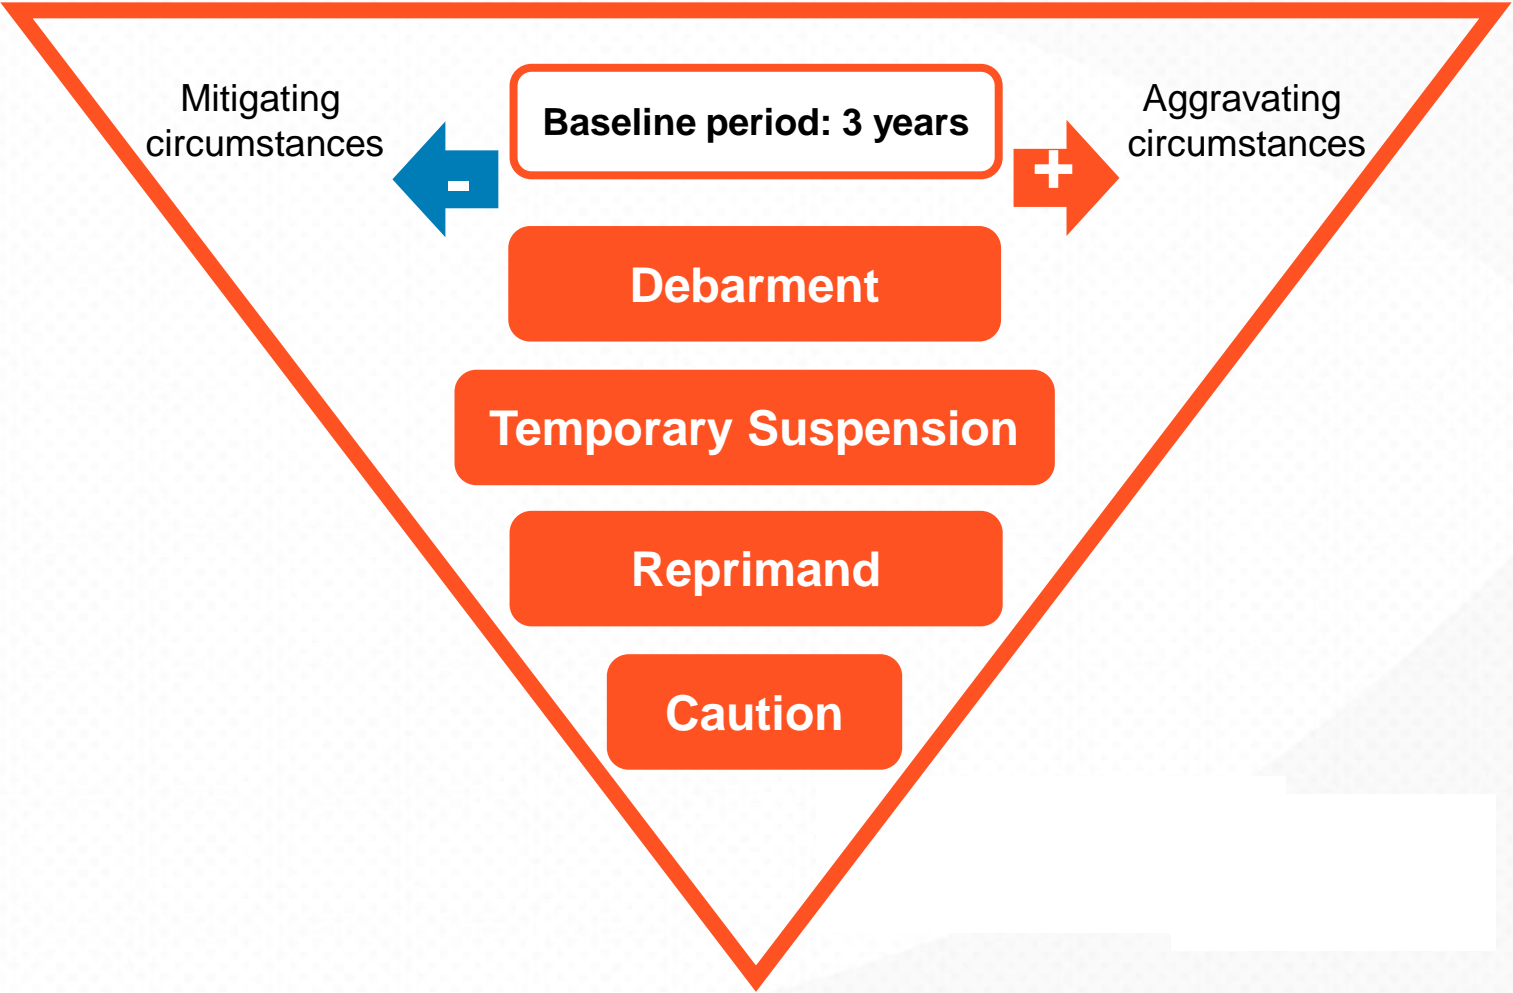 Mitigating
circumstances
-
Baseline period: 3 years
+
Aggravating
circumstances
Debarment
Temporary Suspension
Reprimand
Caution